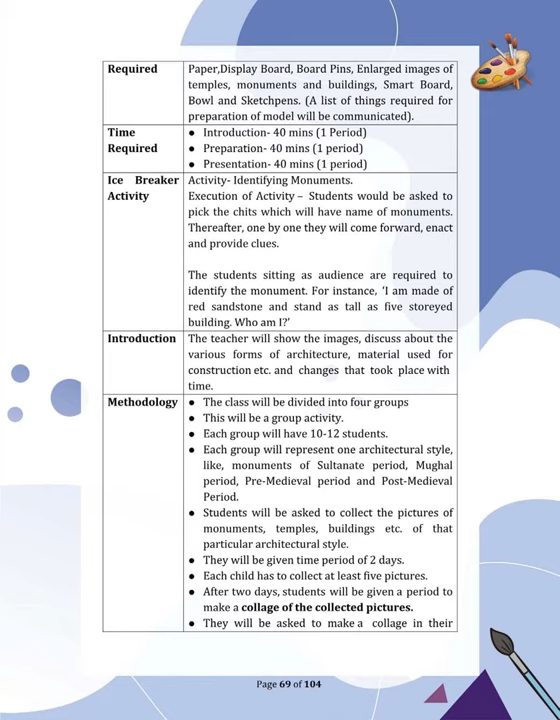 Required
Paper,Display Board, Board Pins, Enlarged images of
temples, monuments and buildings, Smart Board,
Bowl and Sketchpens. (A list of things required for
preparation of model will be communicated).
Time
Required
● Introduction- 40 mins (1 Period)
● Preparation- 40 mins (1 period)
● Presentation- 40 mins (1 period)
Ice Breaker
Activity
Activity- Identifying Monuments.
Execution of Activity – Students would be asked to
pick the chits which will have name of monuments.
Thereafter, one by one they will come forward, enact
and provide clues.
The students sitting as audience are required to
identify the monument. For instance, ‘I am made of
red sandstone and stand as tall as five storeyed
building. Who am I?’
Introduction
The teacher will show the images, discuss about the
various forms of architecture, material used for
construction etc. and changes that took place with
time.
Methodology
● The class will be divided into four groups
● This will be a group activity.
● Each group will have 10-12 students.
● Each group will represent one architectural style,
like, monuments of Sultanate period, Mughal
period, Pre-Medieval period and Post-Medieval
Period.
● Students will be asked to collect the pictures of
monuments, temples, buildings etc. of that
particular architectural style.
● They will be given time period of 2 days.
● Each child has to collect at least five pictures.
● After two days, students will be given a period to
make a collage of the collected pictures.
● They will be asked to make a collage in their
Page 69 of 104